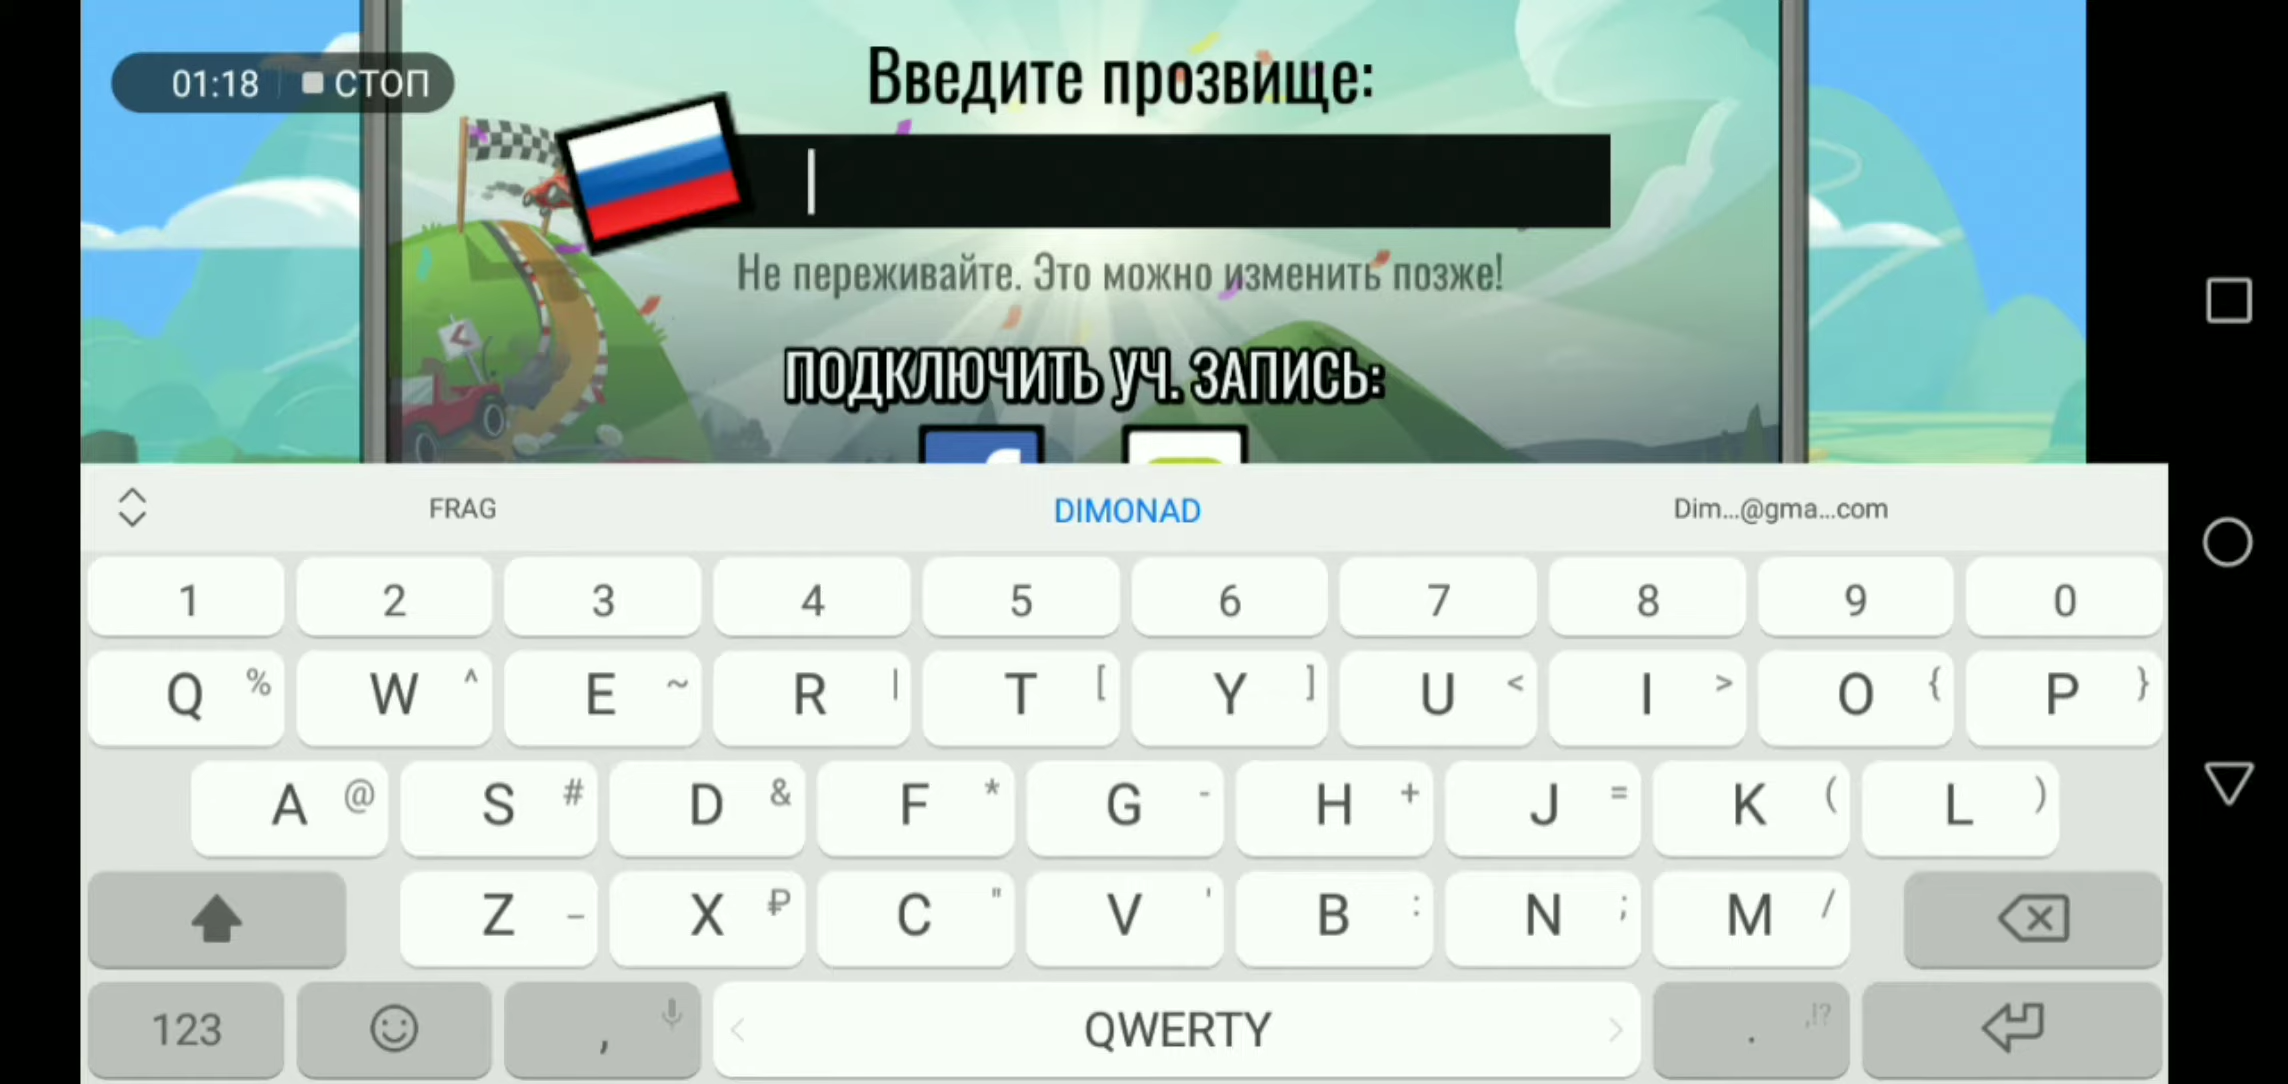 01:18 СТОП
Введите прозвище:
Не переживайте. Это можно изменить позже!
ПОДКЛЮЧИТЬ УЧ. ЗАПИСЬ:
FRAG DIMONAD Dim...@gma...com
1 2 3 4 5 6 7 8 9 0
Q % W ^ E ~ R | T [ Y ] U < I > O { P }
A @ S # D & F * G - H + J = K ( L )
Z _ X ₽ C " V ' B : N ; M /
123 , QWERTY . ,!?